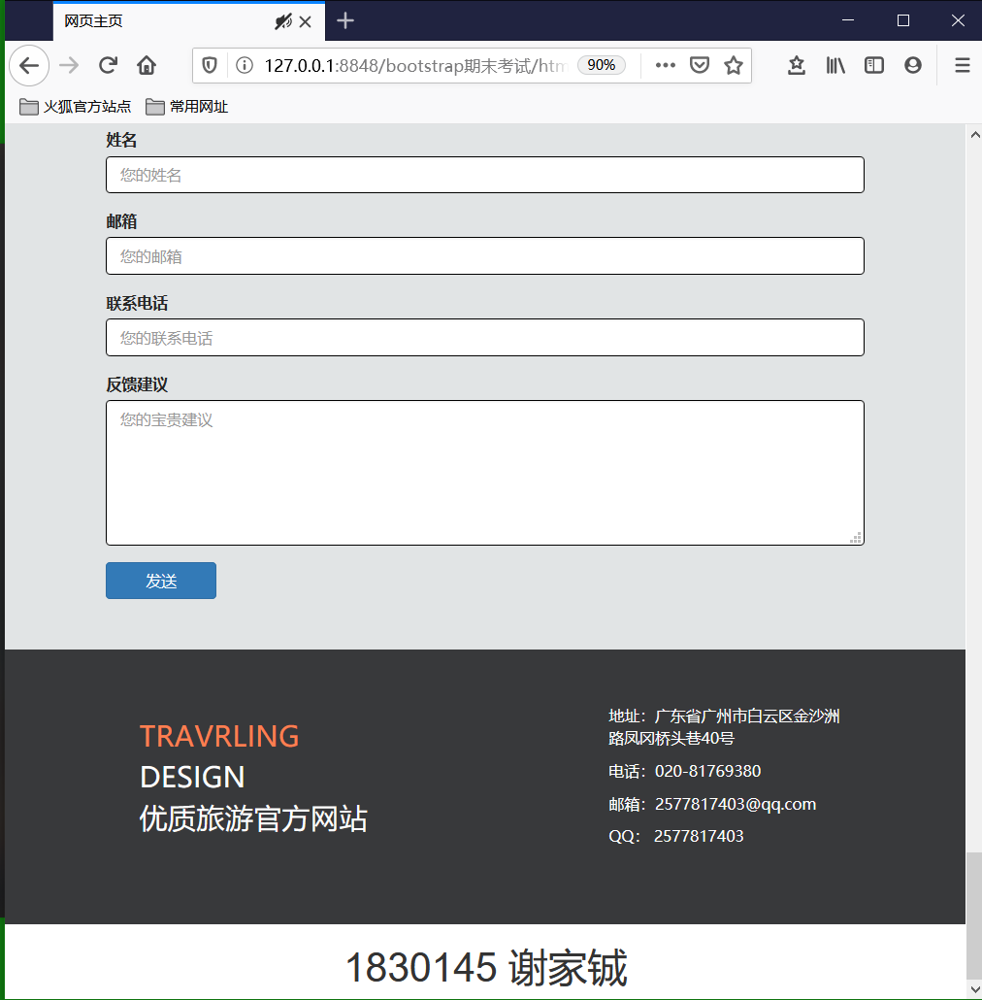 网页主页
127.0.0.1:8848/bootstrap期末考试/htm
90%
火狐官方站点 常用网址
姓名
您的姓名
邮箱
您的邮箱
联系电话
您的联系电话
反馈建议
您的宝贵建议
发送
TRAVRLING
DESIGN
优质旅游官方网站
地址：广东省广州市白云区金沙洲
路凤冈桥头巷40号
电话：020-81769380
邮箱：2577817403@qq.com
QQ： 2577817403
1830145 谢家铖